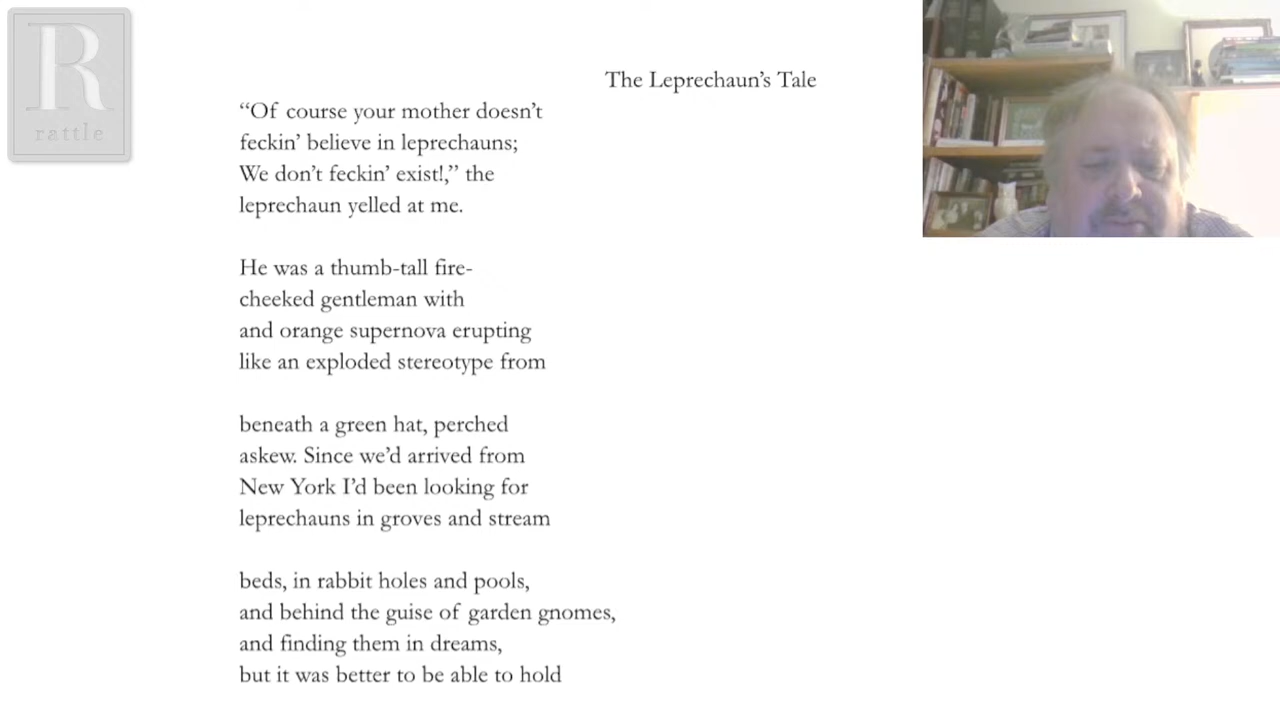 R
rattle
The Leprechaun’s Tale
“Of course your mother doesn’t
feckin’ believe in leprechauns;
We don’t feckin’ exist!,” the
leprechaun yelled at me.
He was a thumb-tall fire-
cheeked gentleman with
and orange supernova erupting
like an exploded stereotype from
beneath a green hat, perched
askew. Since we’d arrived from
New York I’d been looking for
leprechauns in groves and stream
beds, in rabbit holes and pools,
and behind the guise of garden gnomes,
and finding them in dreams,
but it was better to be able to hold